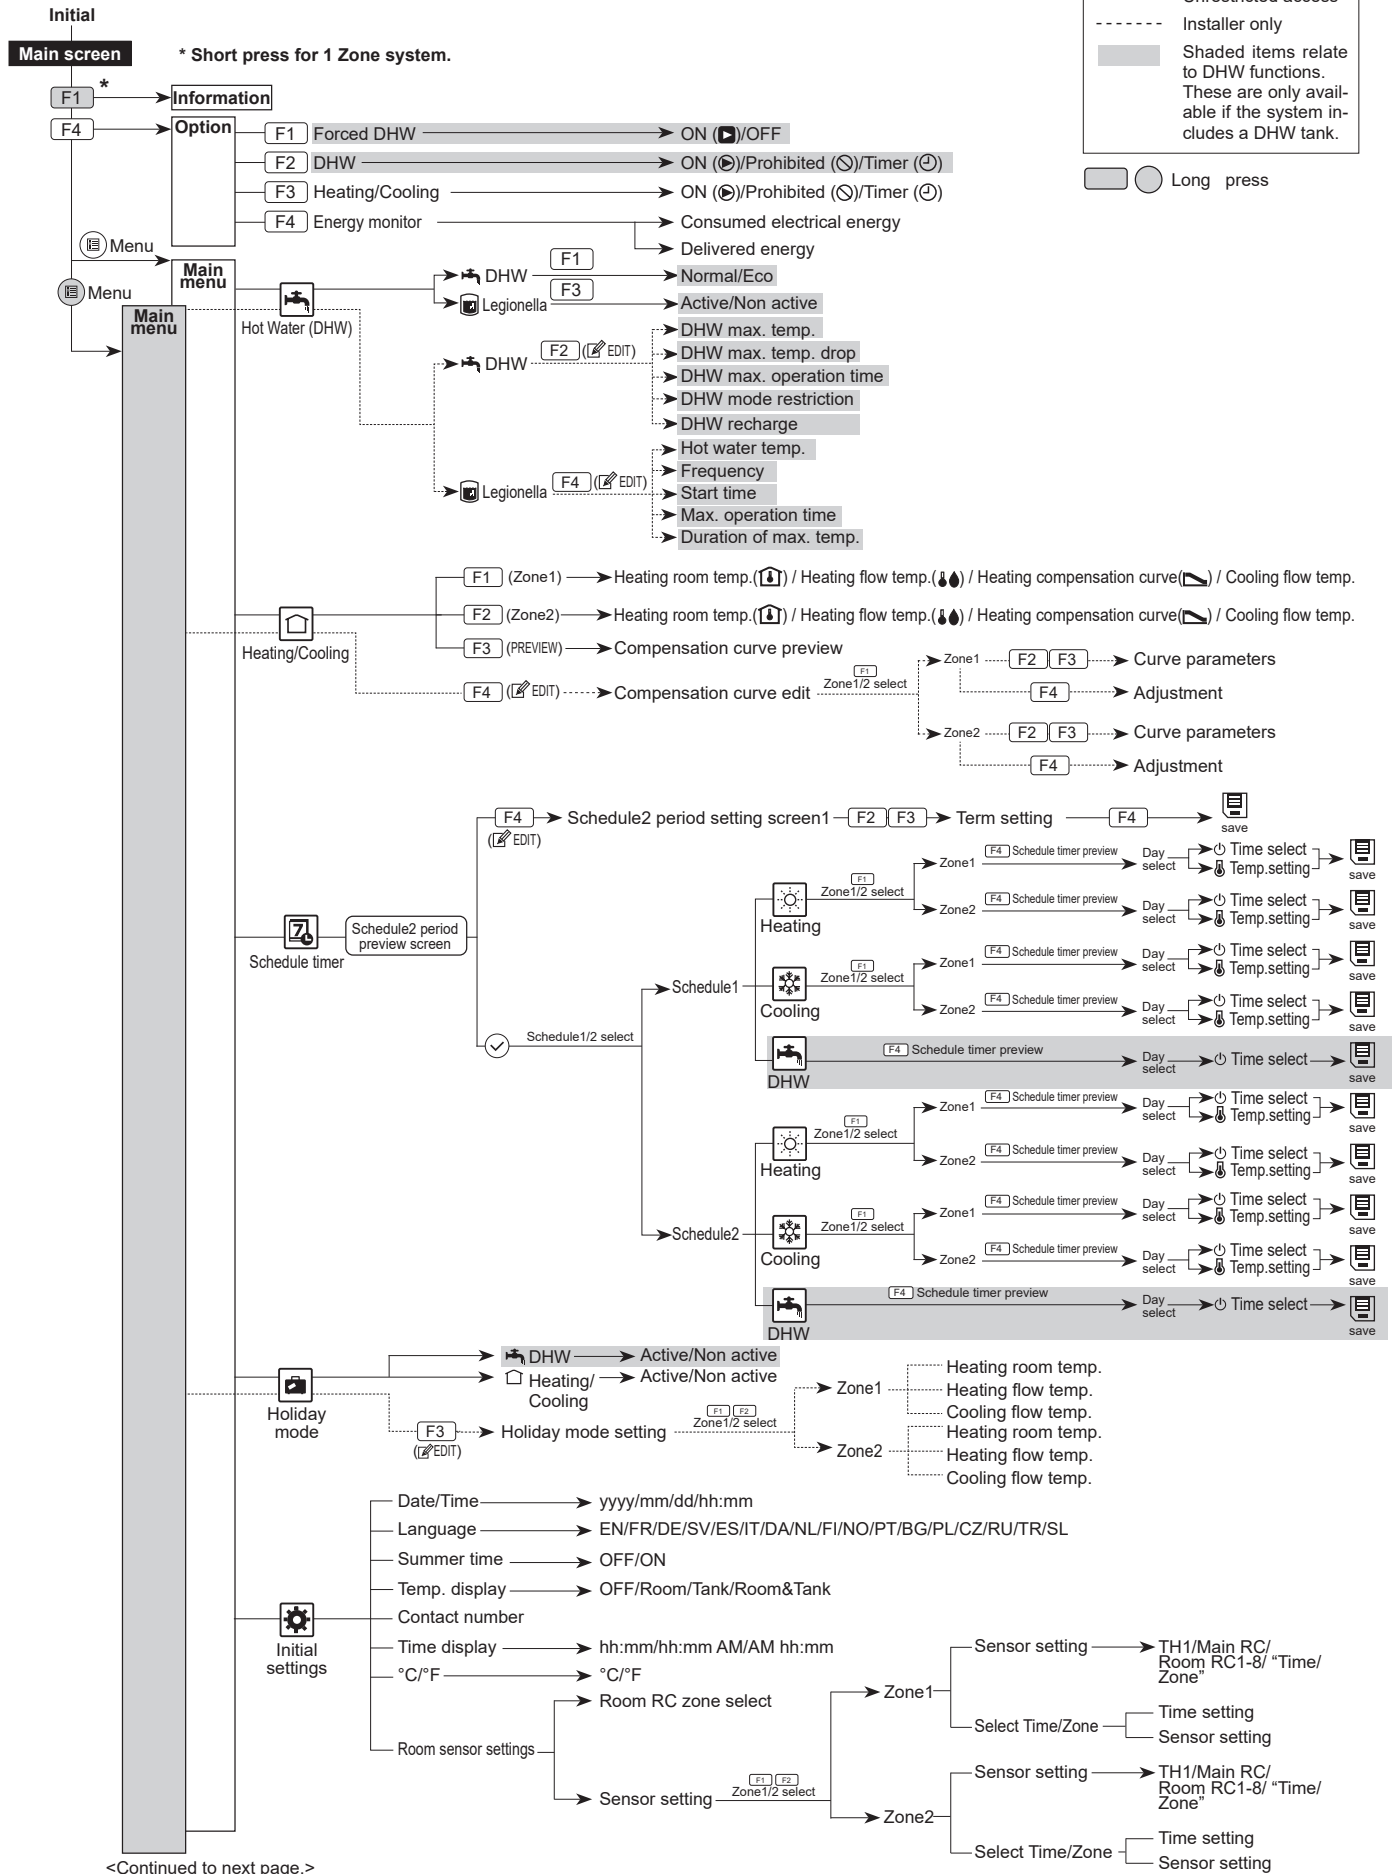 Initial
Unrestricted access
Main screen
* Short press for 1 Zone system.
Installer only
Shaded items relate
to DHW functions.
These are only avail-
able if the system in-
cludes a DHW tank.
Long press
F1 * Information
F4 Option
F1 Forced DHW ON ()/OFF
F2 DHW ON ()/Prohibited ()/Timer ()
F3 Heating/Cooling ON ()/Prohibited ()/Timer ()
F4 Energy monitor Consumed electrical energy
Delivered energy
Menu
Main
menu
Menu
Main
menu
Hot Water (DHW)
DHW F1 Normal/Eco
Legionella F3 Active/Non active
DHW F2 (EDIT)
DHW max. temp.
DHW max. temp. drop
DHW max. operation time
DHW mode restriction
DHW recharge
Legionella F4 (EDIT)
Hot water temp.
Frequency
Start time
Max. operation time
Duration of max. temp.
Heating/Cooling
F1 (Zone1) Heating room temp.() / Heating flow temp.() / Heating compensation curve() / Cooling flow temp.
F2 (Zone2) Heating room temp.() / Heating flow temp.() / Heating compensation curve() / Cooling flow temp.
F3 (PREVIEW) Compensation curve preview
F4 (EDIT) Compensation curve edit
F1
Zone1/2 select
Zone1 F2 F3 Curve parameters
F4 Adjustment
Zone2 F2 F3 Curve parameters
F4 Adjustment
7
Schedule timer
Schedule2 period
preview screen
F4 Schedule2 period setting screen1 F2 F3 Term setting F4 save
(EDIT)
Schedule1/2 select
Schedule1
Heating
F1
Zone1/2 select
Zone1 F4 Schedule timer preview Day select Time select
Temp.setting save
Zone2 F4 Schedule timer preview Day select Time select
Temp.setting save
Cooling
F1
Zone1/2 select
Zone1 F4 Schedule timer preview Day select Time select
Temp.setting save
Zone2 F4 Schedule timer preview Day select Time select
Temp.setting save
DHW F4 Schedule timer preview Day select Time select save
Schedule2
Heating
F1
Zone1/2 select
Zone1 F4 Schedule timer preview Day select Time select
Temp.setting save
Zone2 F4 Schedule timer preview Day select Time select
Temp.setting save
Cooling
F1
Zone1/2 select
Zone1 F4 Schedule timer preview Day select Time select
Temp.setting save
Zone2 F4 Schedule timer preview Day select Time select
Temp.setting save
DHW F4 Schedule timer preview Day select Time select save
Holiday
mode
DHW Active/Non active
Heating/ Active/Non active
Cooling
F3 Holiday mode setting
(EDIT)
F1 F2
Zone1/2 select
Zone1
Heating room temp.
Heating flow temp.
Cooling flow temp.
Zone2
Heating room temp.
Heating flow temp.
Cooling flow temp.
Initial
settings
Date/Time yyyy/mm/dd/hh:mm
Language EN/FR/DE/SV/ES/IT/DA/NL/FI/NO/PT/BG/PL/CZ/RU/TR/SL
Summer time OFF/ON
Temp. display OFF/Room/Tank/Room&Tank
Contact number
Time display hh:mm/hh:mm AM/AM hh:mm
°C/°F °C/°F
Room sensor settings
Room RC zone select
Sensor setting
F1 F2
Zone1/2 select
Zone1
Sensor setting TH1/Main RC/
Room RC1-8/ “Time/
Zone”
Select Time/Zone
Time setting
Sensor setting
Zone2
Sensor setting TH1/Main RC/
Room RC1-8/ “Time/
Zone”
Select Time/Zone
Time setting
Sensor setting
<Continued to next page.>